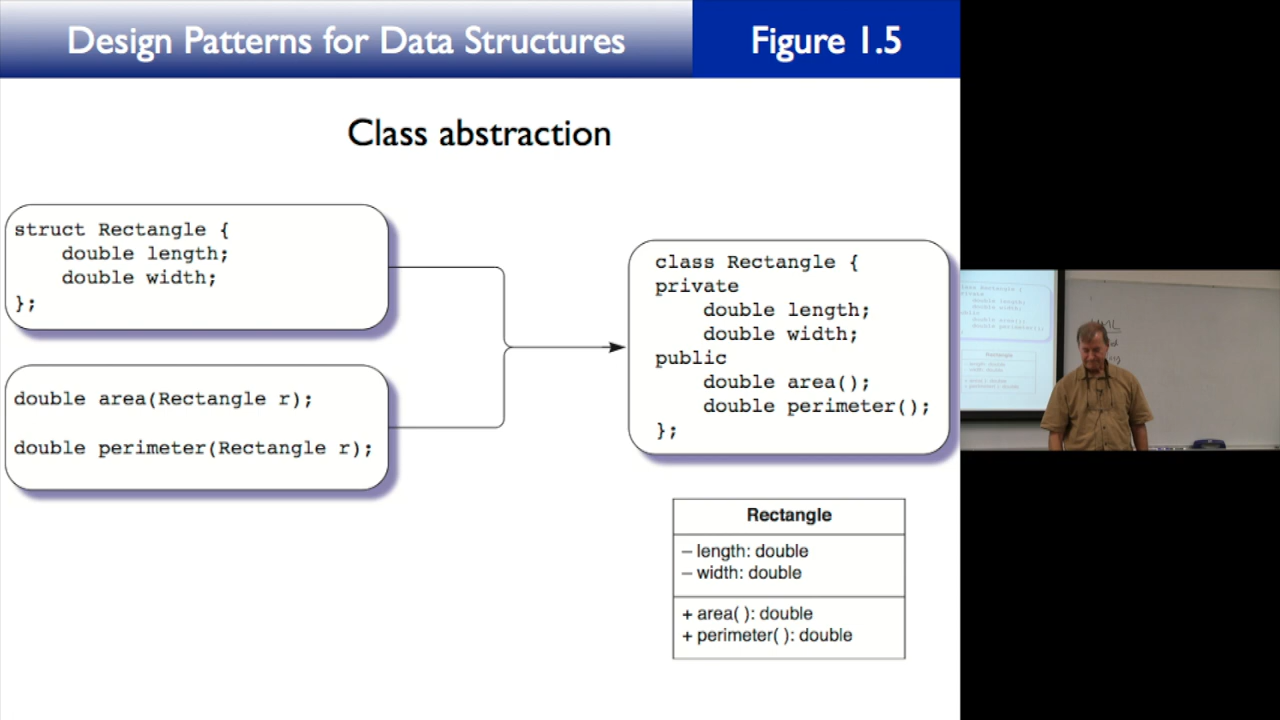 Design Patterns for Data Structures
Figure 1.5
Class abstraction
struct Rectangle {
    double length;
    double width;
};
double area(Rectangle r);
double perimeter(Rectangle r);
class Rectangle {
private
    double length;
    double width;
public
    double area();
    double perimeter();
};
Rectangle
– length: double
– width: double
+ area( ): double
+ perimeter( ): double